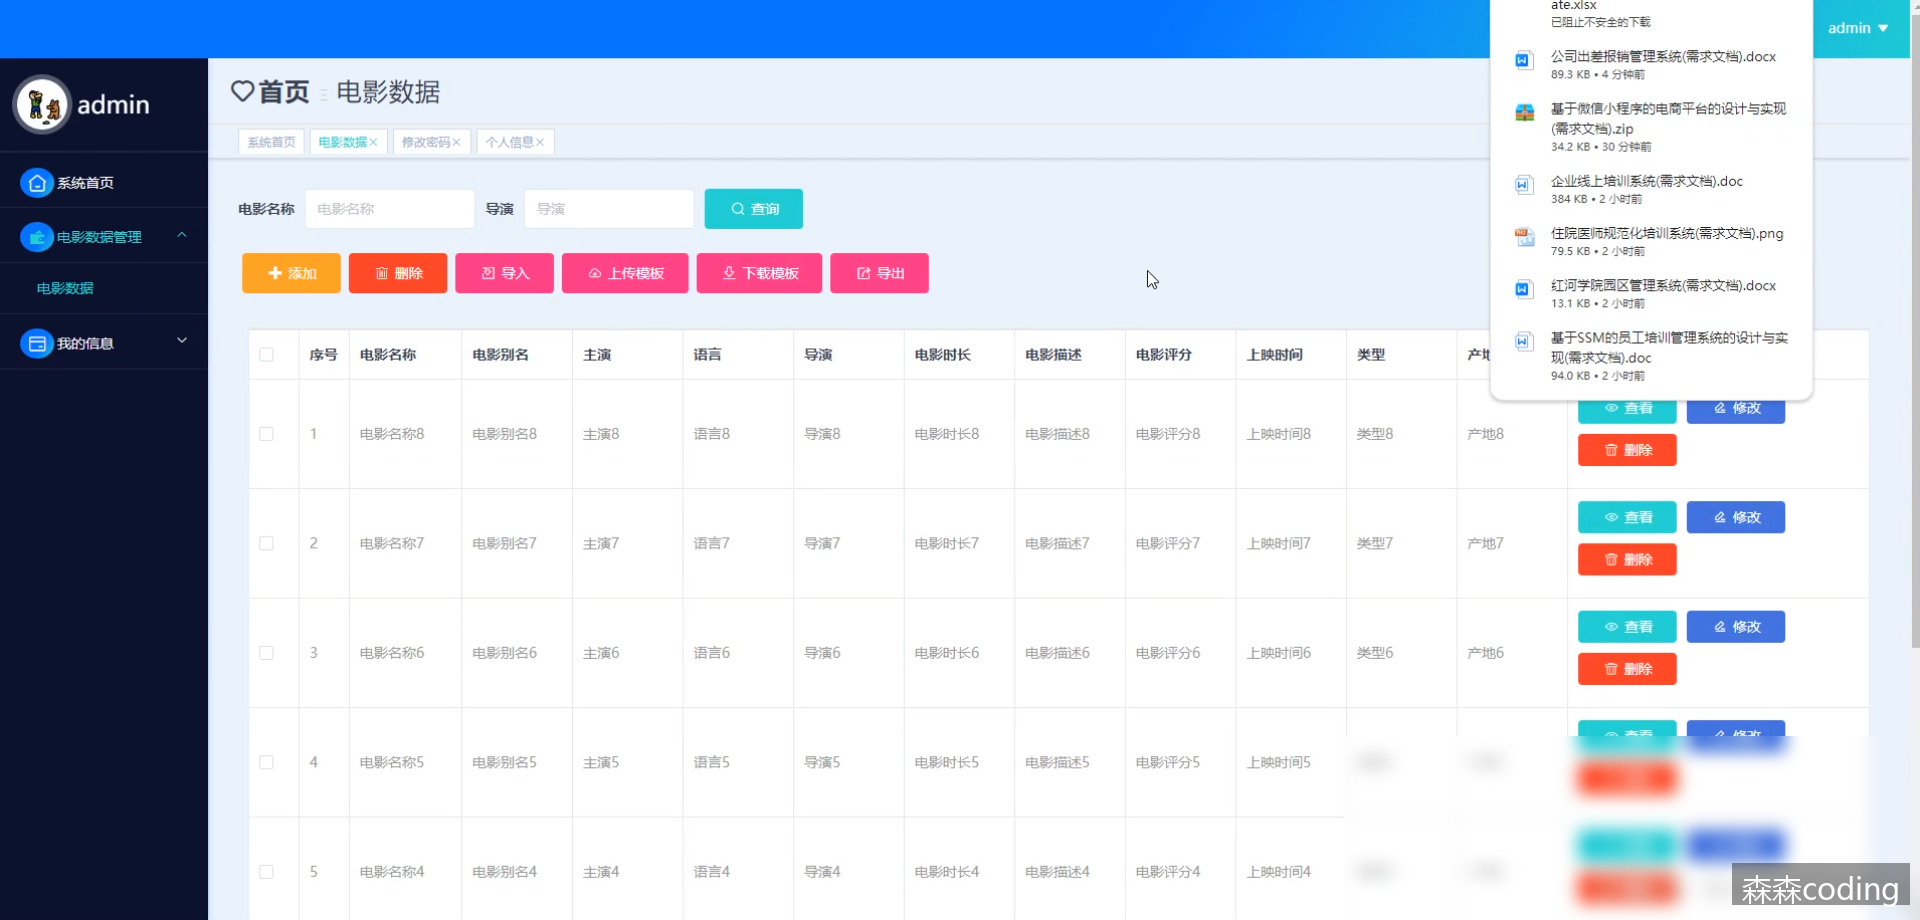 ate.xlsx
已阻止不安全的下载
公司出差报销管理系统(需求文档).docx
89.3 KB • 4 分钟前
基于微信小程序的电商平台的设计与实现
(需求文档).zip
34.2 KB • 30 分钟前
企业线上培训系统(需求文档).doc
384 KB • 2 小时前
住院医师规范化培训系统(需求文档).png
79.5 KB • 2 小时前
红河学院园区管理系统(需求文档).docx
13.1 KB • 2 小时前
基于SSM的员工培训管理系统的设计与实
现(需求文档).doc
94.0 KB • 2 小时前
admin
admin
系统首页
电影数据管理
电影数据
我的信息
首页 电影数据
系统首页 电影数据 修改密码 个人信息
电影名称 电影名称 导演 导演 查询
添加 删除 导入 上传模板 下载模板 导出
序号 电影名称 电影别名 主演 语言 导演 电影时长 电影描述 电影评分 上映时间 类型 产地
1 电影名称8 电影别名8 主演8 语言8 导演8 电影时长8 电影描述8 电影评分8 上映时间8 类型8 产地8 查看 修改
删除
2 电影名称7 电影别名7 主演7 语言7 导演7 电影时长7 电影描述7 电影评分7 上映时间7 类型7 产地7 查看 修改
删除
3 电影名称6 电影别名6 主演6 语言6 导演6 电影时长6 电影描述6 电影评分6 上映时间6 类型6 产地6 查看 修改
删除
4 电影名称5 电影别名5 主演5 语言5 导演5 电影时长5 电影描述5 电影评分5 上映时间5 查看 修改
5 电影名称4 电影别名4 主演4 语言4 导演4 电影时长4 电影描述4 电影评分4 上映时间4
森森coding